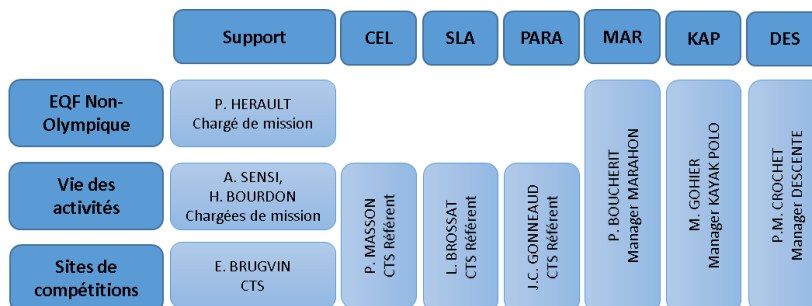 Support
CEL
SLA
PARA
MAR
KAP
DES
EQF Non-
Olympique
P. HERAULT
Chargé de mission
Vie des
activités
A. SENSI,
H. BOURDON
Chargées de mission
Sites de
compétitions
E. BRUGVIN
CTS
P. MASSON
CTS Référent
L. BROSSAT
CTS Référent
J.C. GONNEAUD
CTS Référent
P. BOUCHERIT
Manager MARAHON
M. GOHIER
Manager KAYAK POLO
P.M. CROCHET
Manager DESCENTE